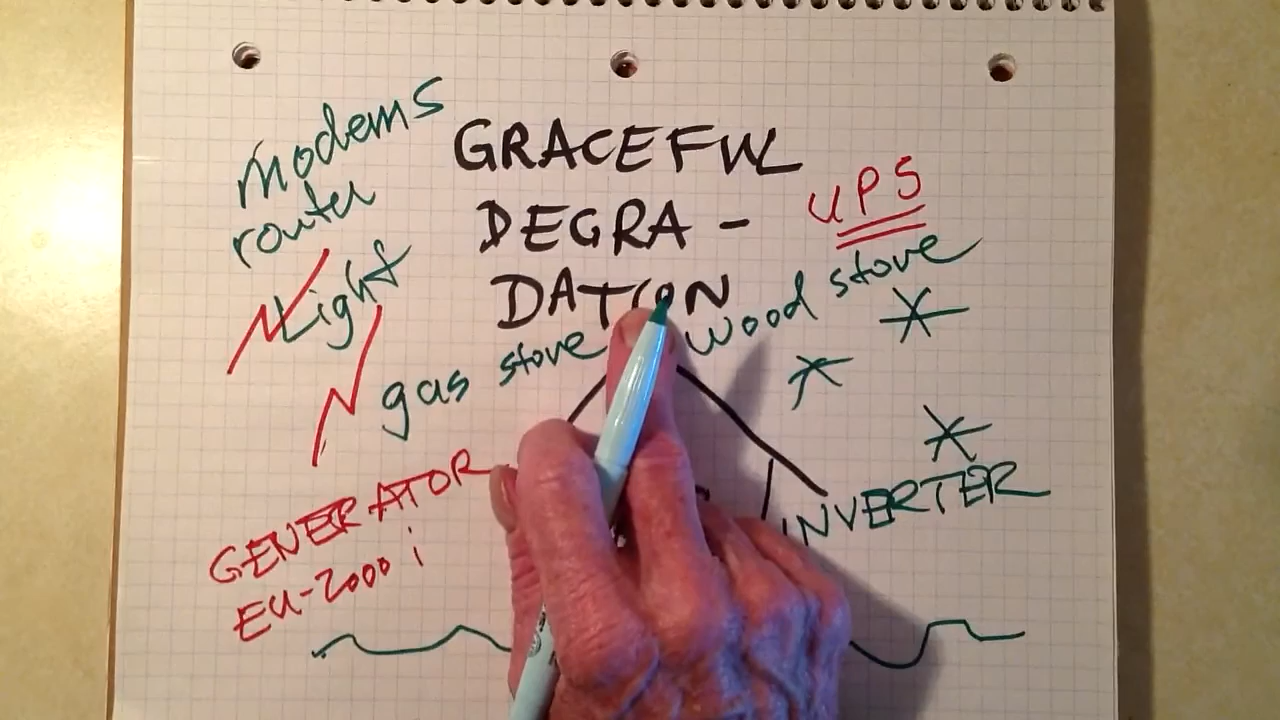 modems
router
Light
GRACEFUL
DEGRA -
DATION
UPS
gas stove
wood stove
GENERATOR
EU-2000 i
INVERTER